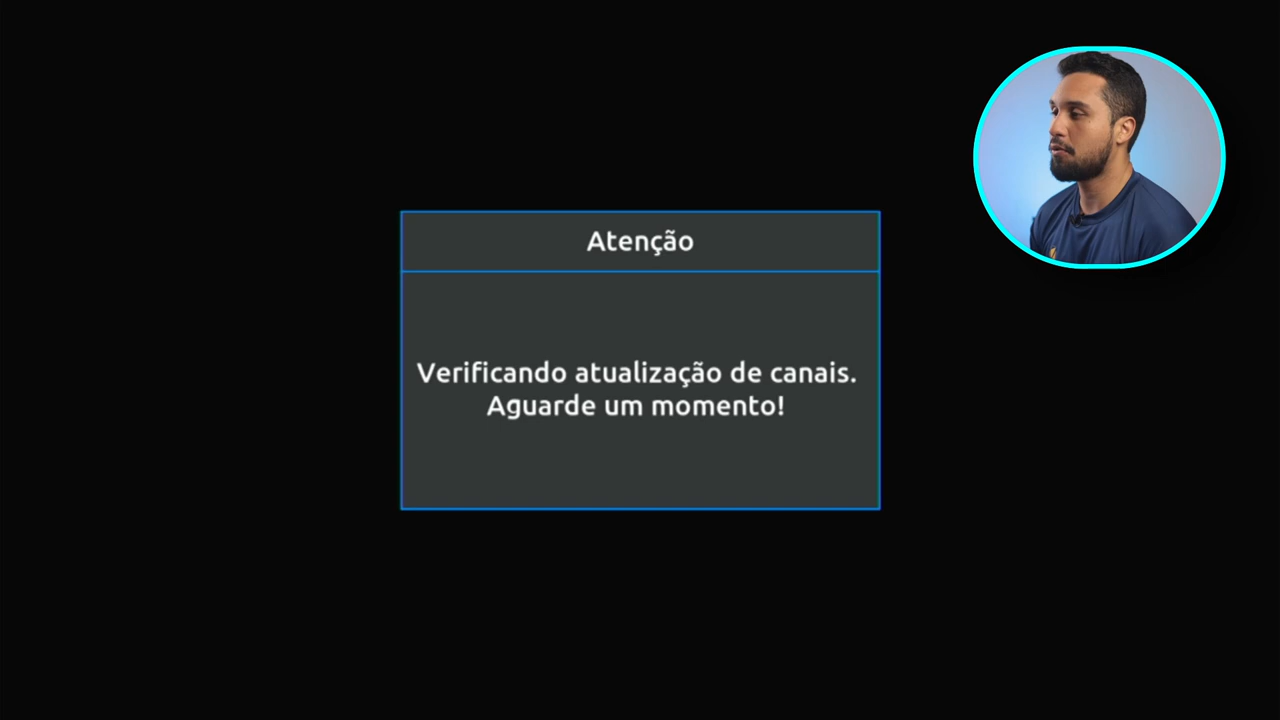 Atenção
Verificando atualização de canais.
Aguarde um momento!